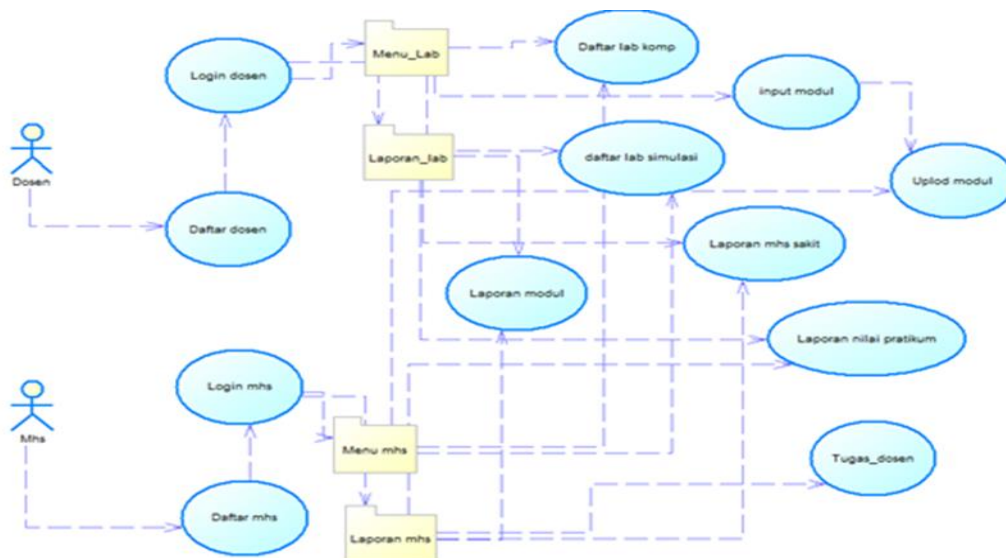 Daftar lab komp
Menu_Lab
Login dosen
input modul
Laporan_lab
daftar lab simulasi
Dosen
Uplod modul
Daftar dosen
Laporan mhs sakit
Laporan modul
Laporan nilai pratikum
Login mhs
Mhs
Menu mhs
Tugas_dosen
Daftar mhs
Laporan mhs